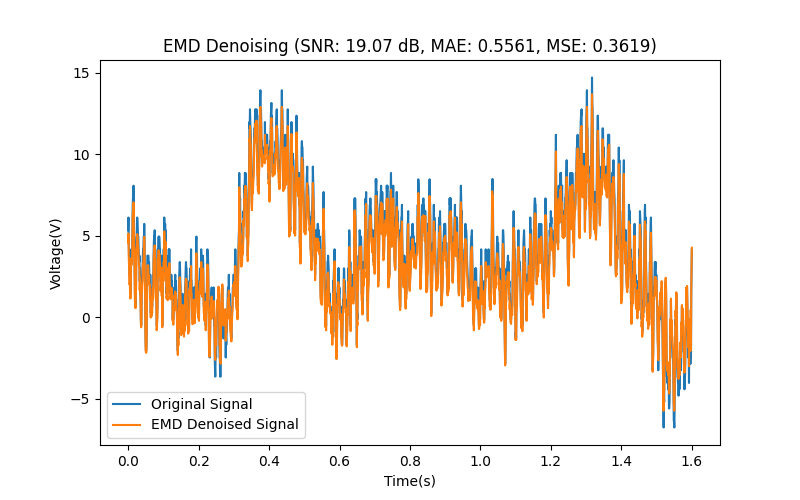 EMD Denoising (SNR: 19.07 dB, MAE: 0.5561, MSE: 0.3619)
15
10
5
0
−5
Voltage(V)
Original Signal
EMD Denoised Signal
0.0 0.2 0.4 0.6 0.8 1.0 1.2 1.4 1.6
Time(s)